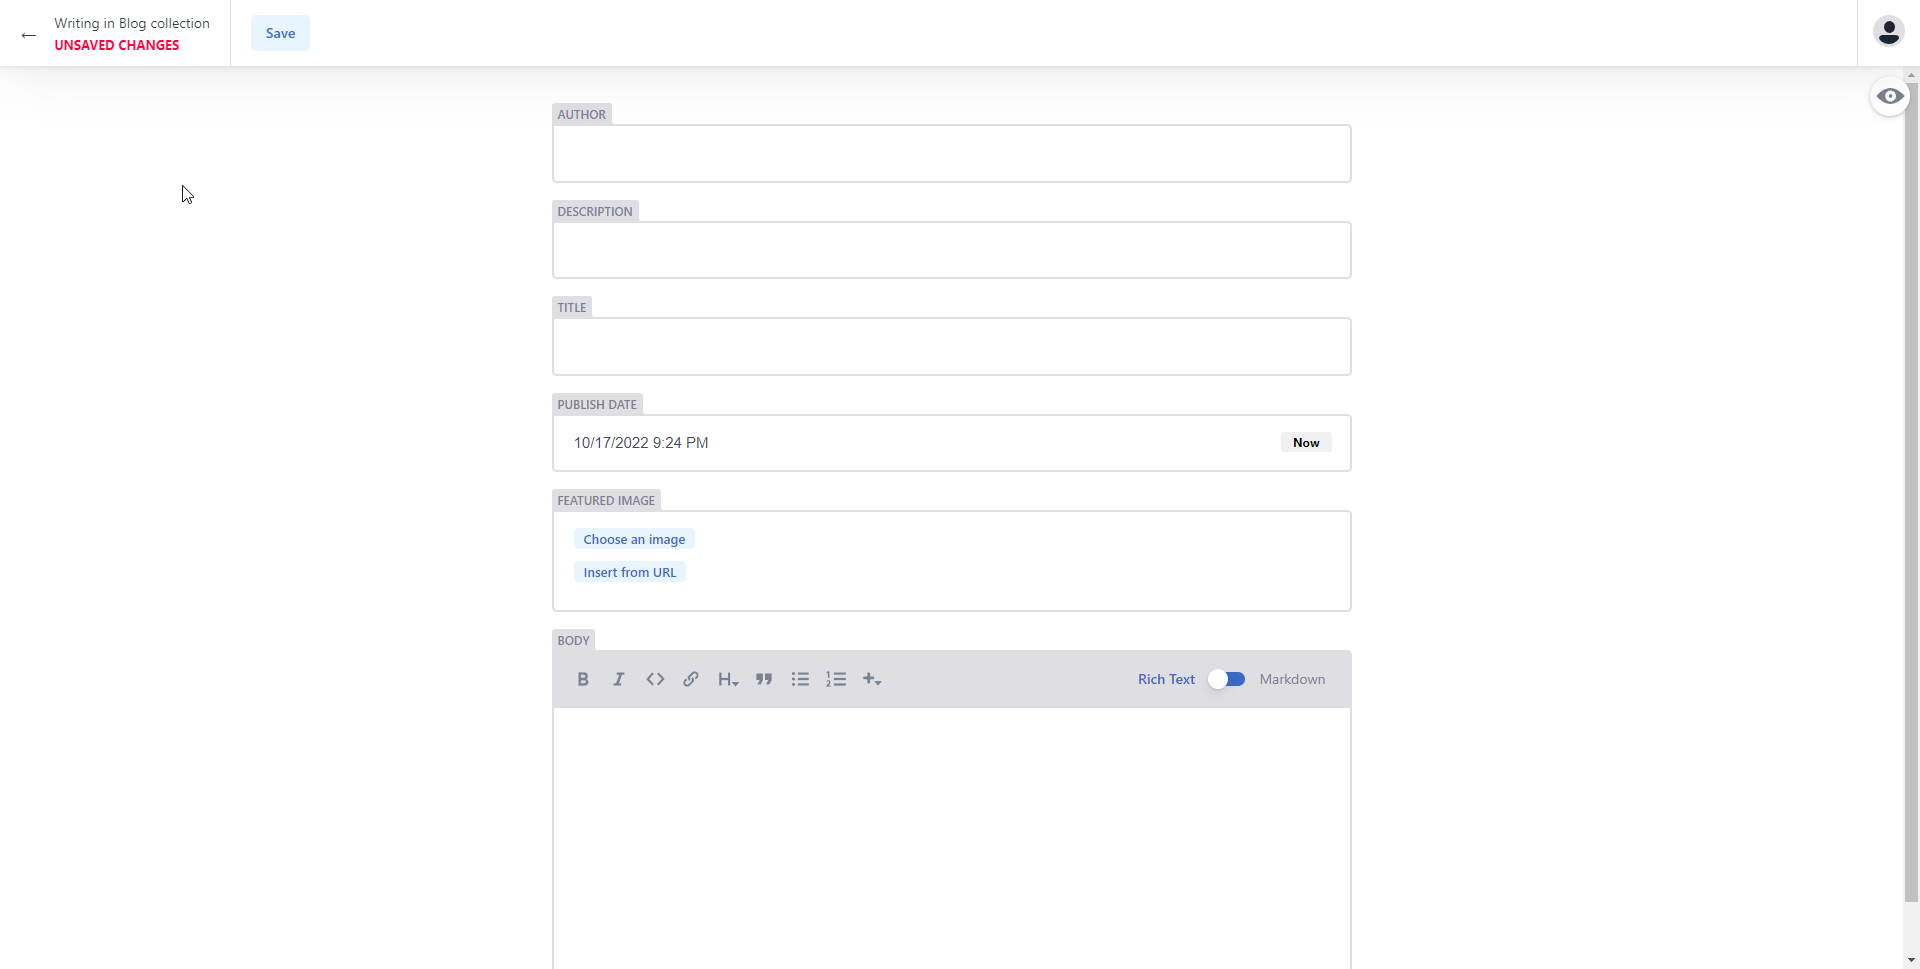 Writing in Blog collection
UNSAVED CHANGES
Save
AUTHOR
DESCRIPTION
TITLE
PUBLISH DATE
10/17/2022 9:24 PM
Now
FEATURED IMAGE
Choose an image
Insert from URL
BODY
Rich Text
Markdown